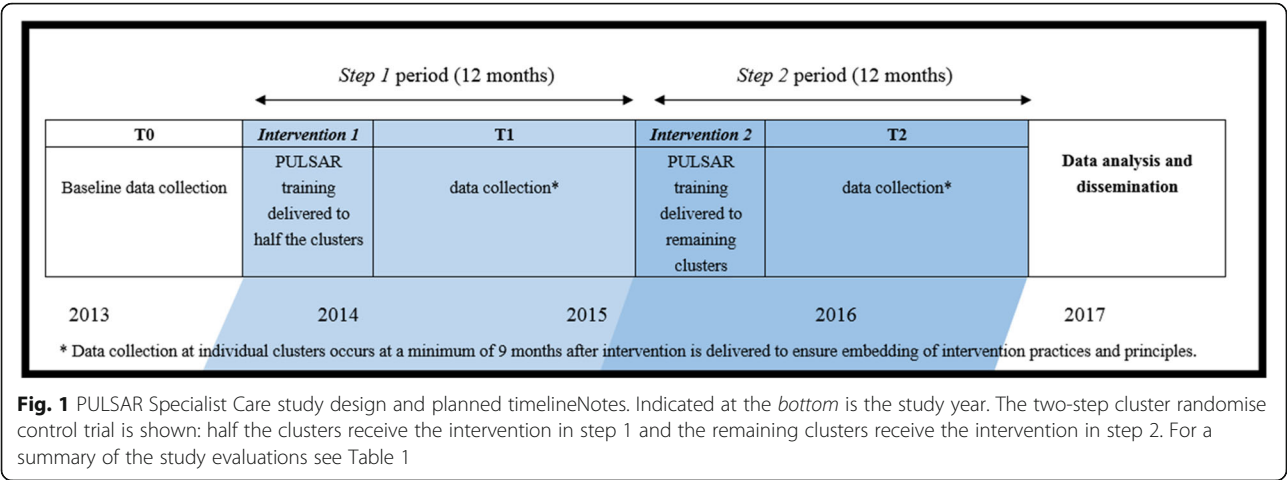 Step 1 period (12 months) Step 2 period (12 months)
T0 Intervention 1 T1 Intervention 2 T2
Baseline data collection
PULSAR
training
delivered to
half the clusters
data collection*
PULSAR
training
delivered to
remaining
clusters
data collection*
Data analysis and
dissemination
2013 2014 2015 2016 2017
* Data collection at individual clusters occurs at a minimum of 9 months after intervention is delivered to ensure embedding of intervention practices and principles.
Fig. 1 PULSAR Specialist Care study design and planned timelineNotes. Indicated at the bottom is the study year. The two-step cluster randomise
control trial is shown: half the clusters receive the intervention in step 1 and the remaining clusters receive the intervention in step 2. For a
summary of the study evaluations see Table 1